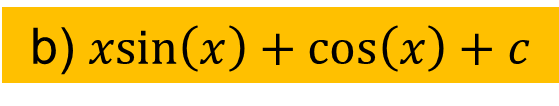 b) xsin(x) + cos(x) + c